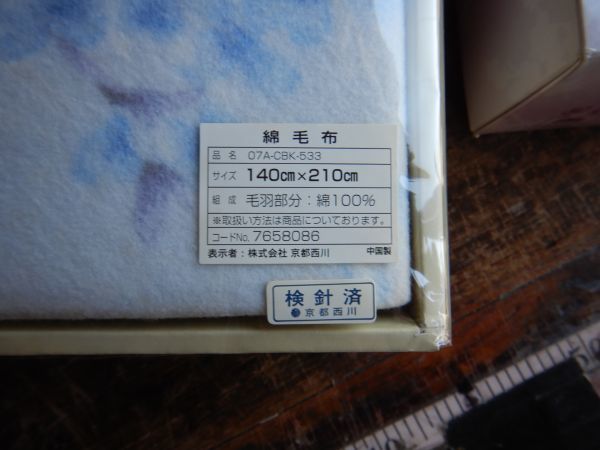 綿毛布
品名 07A-CBK-533
サイズ 140cm×210cm
組成 毛羽部分：綿100%
※取扱い方法は商品についております。
コードNo. 7658086
表示者：株式会社 京都西川 中国製
検針済
京都西川